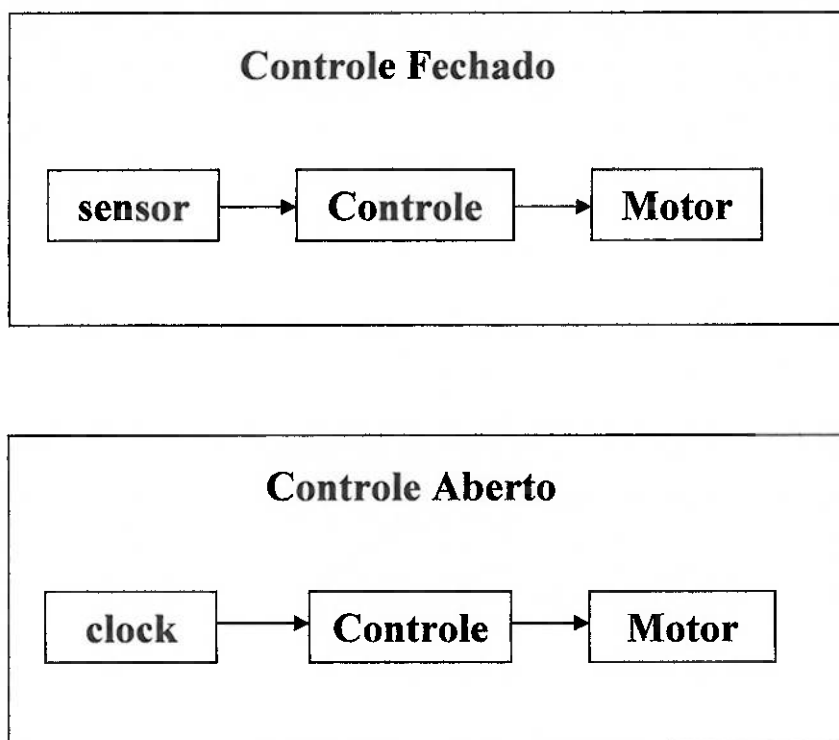 Controle Fechado
sensor Controle Motor
Controle Aberto
clock Controle Motor